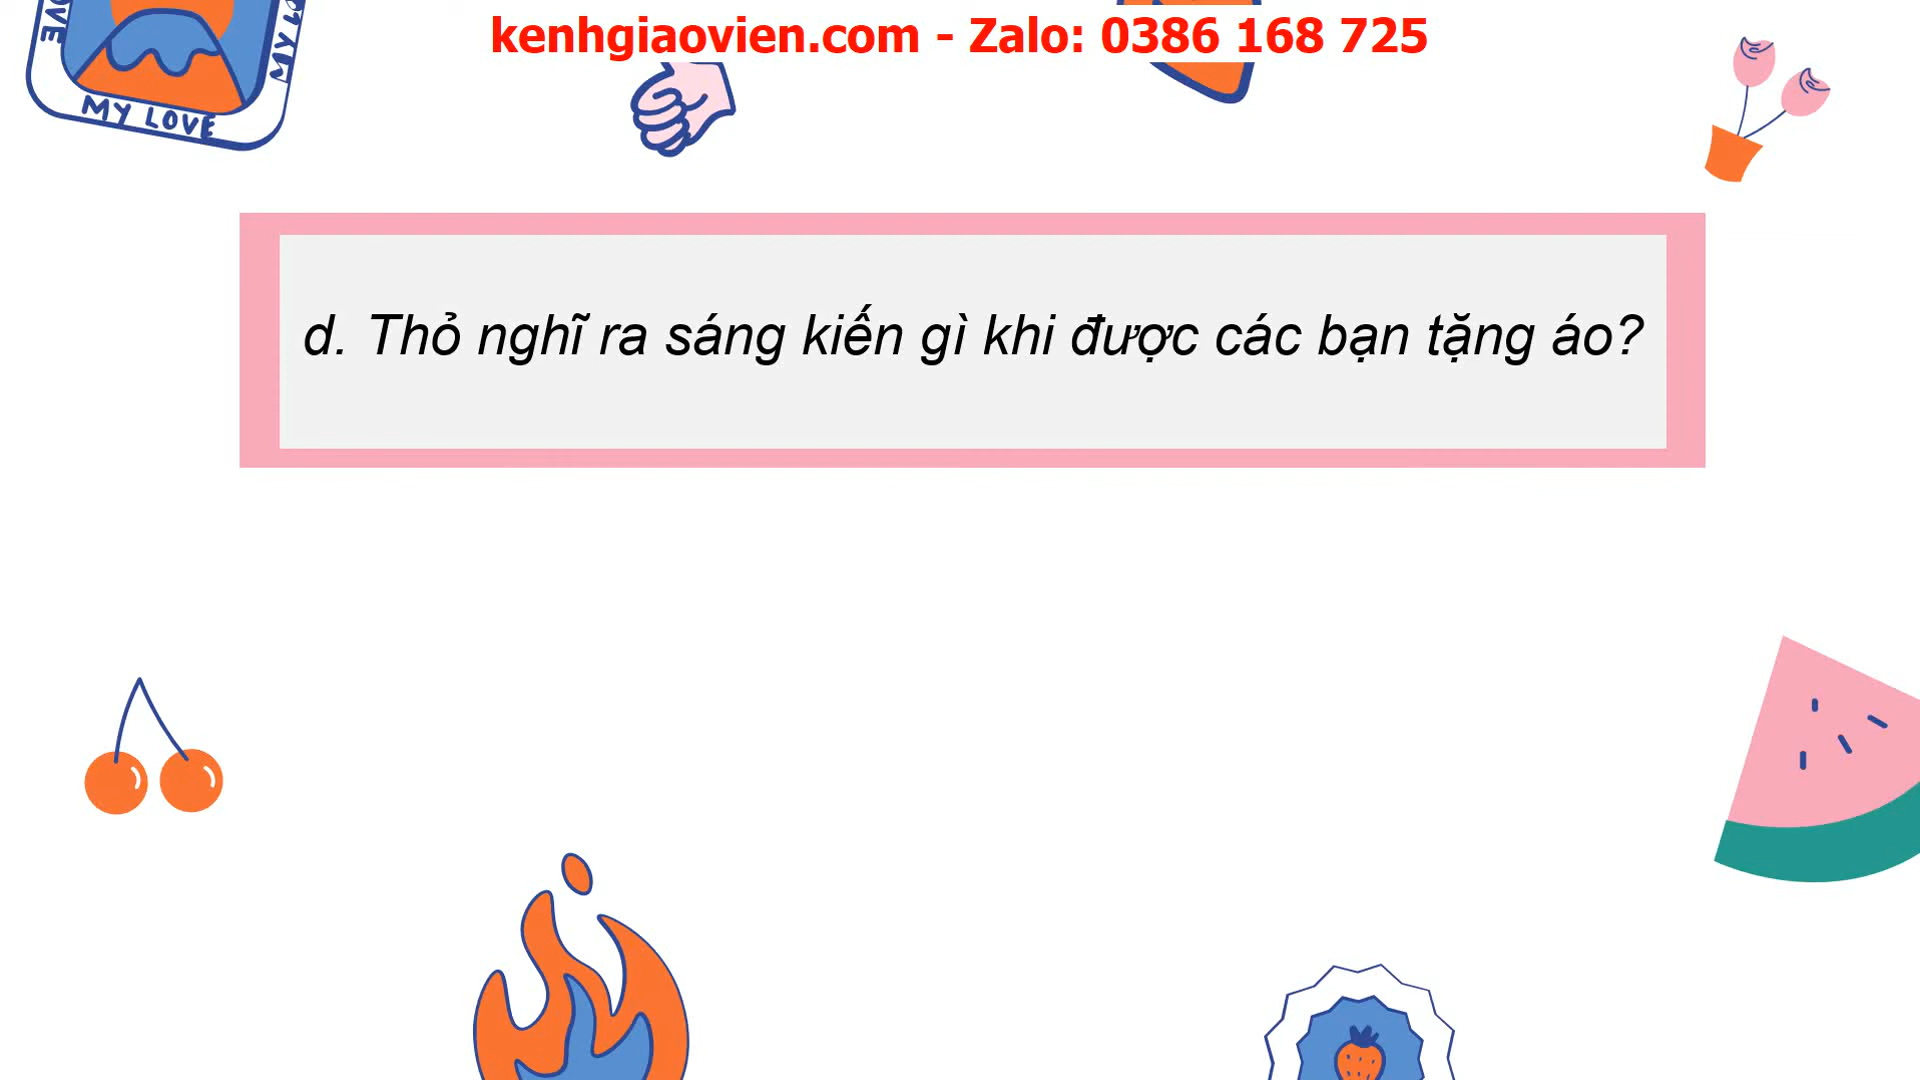 kenhgiaovien.com - Zalo: 0386 168 725
MY LOVE
d. Thỏ nghĩ ra sáng kiến gì khi được các bạn tặng áo?